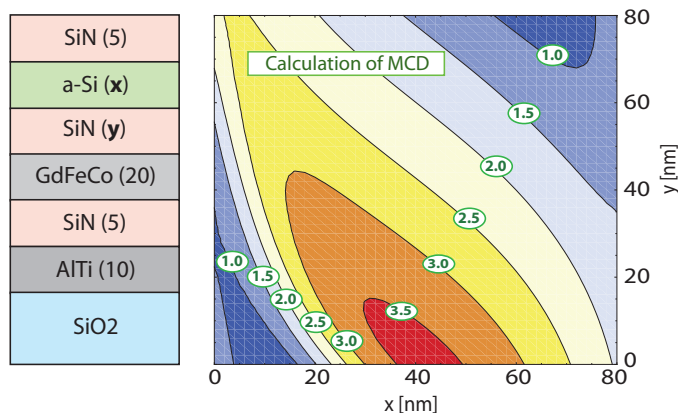 SiN (5)
a-Si (x)
SiN (y)
GdFeCo (20)
SiN (5)
AlTi (10)
SiO2
Calculation of MCD
1.0
1.5
2.0
2.5
3.0
3.5
1.0
1.5
2.0
2.5
3.0
80
60
40
20
0
y [nm]
0 20 40 60 80
x [nm]